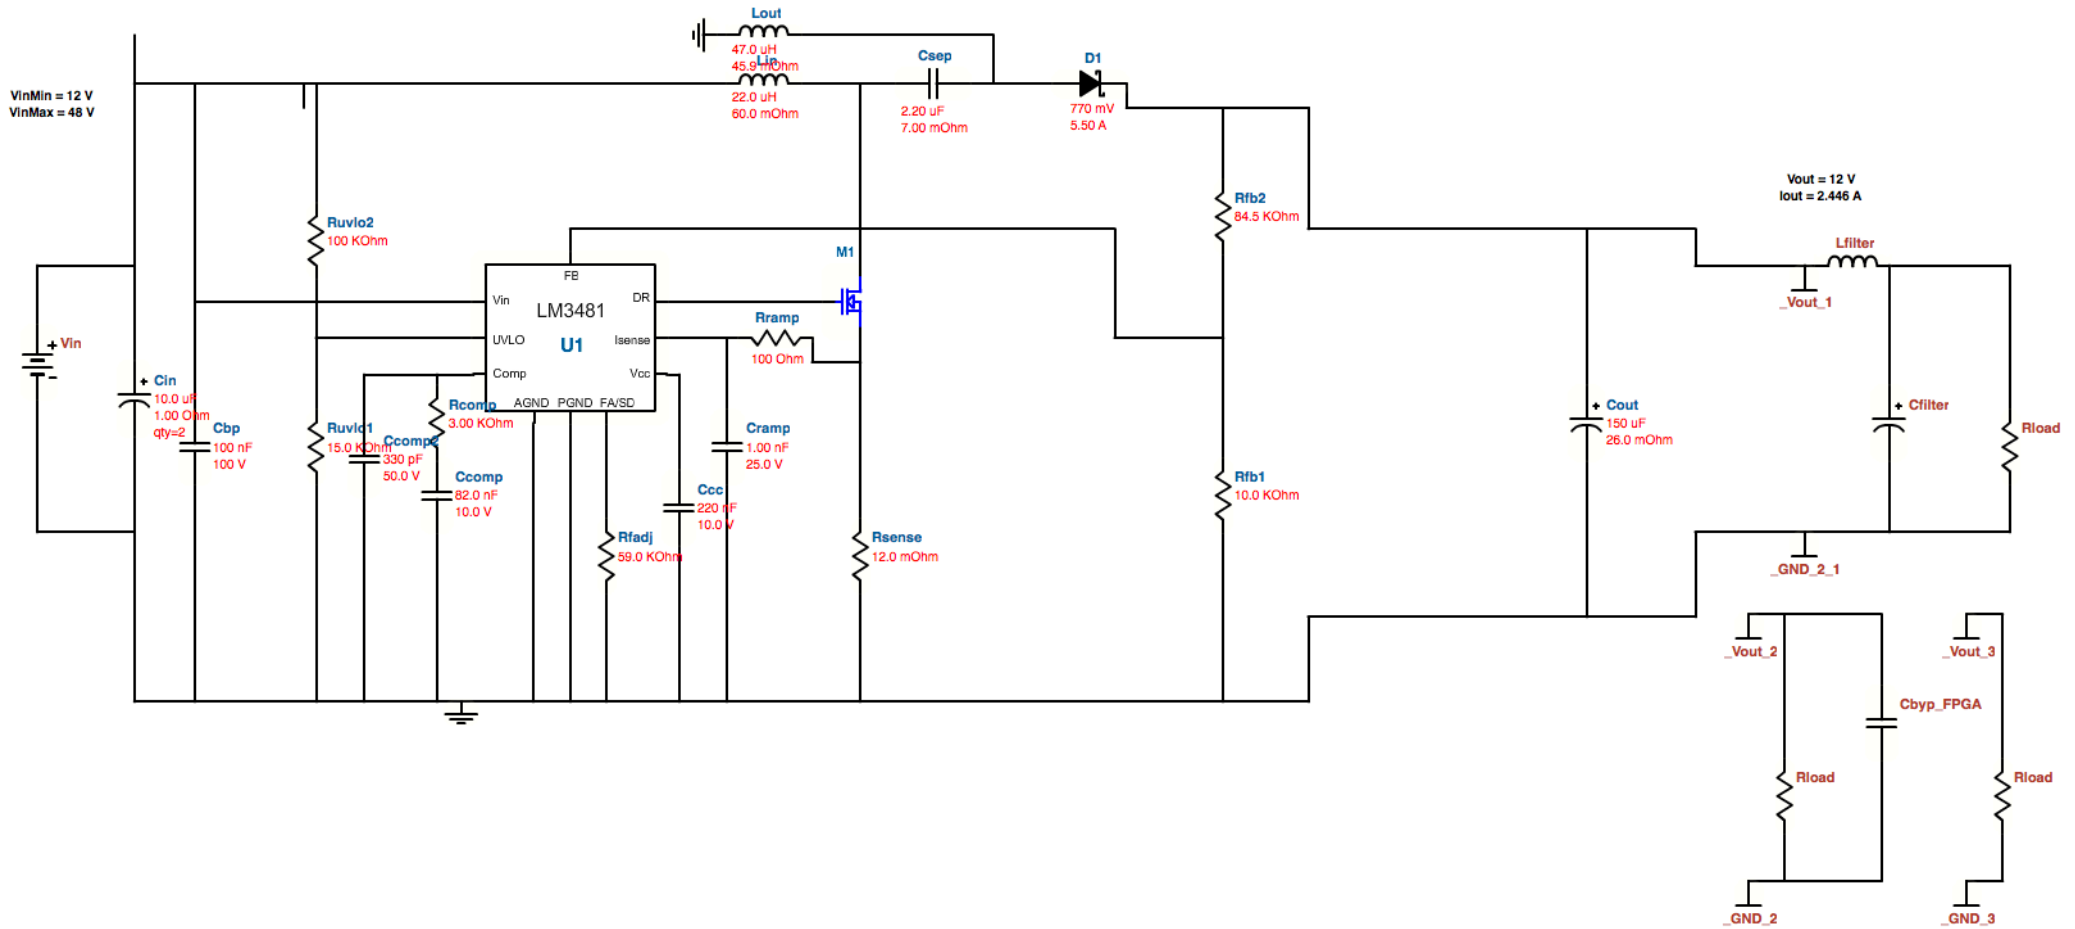 Lout
47.0 uH
45.9 mOhm
Lin
22.0 uH
60.0 mOhm
Csep
2.20 uF
7.00 mOhm
D1
770 mV
5.50 A
VinMin = 12 V
VinMax = 48 V
Vout = 12 V
Iout = 2.446 A
Ruvlo2
100 KOhm
Rfb2
84.5 KOhm
M1
Lfilter
_Vout_1
FB
Vin
DR
LM3481
UVLO
U1
Isense
Comp
Vcc
AGND
PGND
FA/SD
Rramp
100 Ohm
+ Vin
-
+ Cin
10.0 uF
1.00 Ohm
qty=2
Cbp
100 nF
100 V
Ruvlo1
15.0 KOhm
Rcomp
3.00 KOhm
Ccomp2
330 pF
50.0 V
Ccomp
82.0 nF
10.0 V
Cramp
1.00 nF
25.0 V
Ccc
220 nF
10.0 V
Rfadj
59.0 KOhm
Rsense
12.0 mOhm
Rfb1
10.0 KOhm
+ Cout
150 uF
26.0 mOhm
+ Cfilter
Rload
_GND_2_1
_Vout_2
_Vout_3
Cbyp_FPGA
Rload
Rload
_GND_2
_GND_3